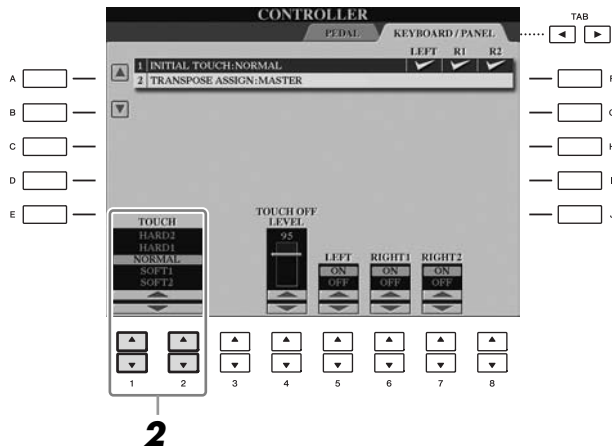 CONTROLLER
PEDAL KEYBOARD / PANEL
TAB
LEFT R1 R2
1 INITIAL TOUCH:NORMAL
2 TRANSPOSE ASSIGN:MASTER
A
B
C
D
E
TOUCH
HARD2
HARD1
NORMAL
SOFT1
SOFT2
TOUCH OFF
LEVEL
95
LEFT RIGHT1 RIGHT2
ON ON ON
OFF OFF OFF
1 2 3 4 5 6 7 8
2